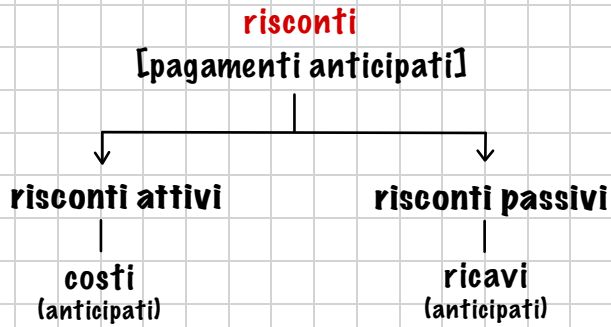 risconti
[pagamenti anticipati]
risconti attivi
risconti passivi
costi
(anticipati)
ricavi
(anticipati)